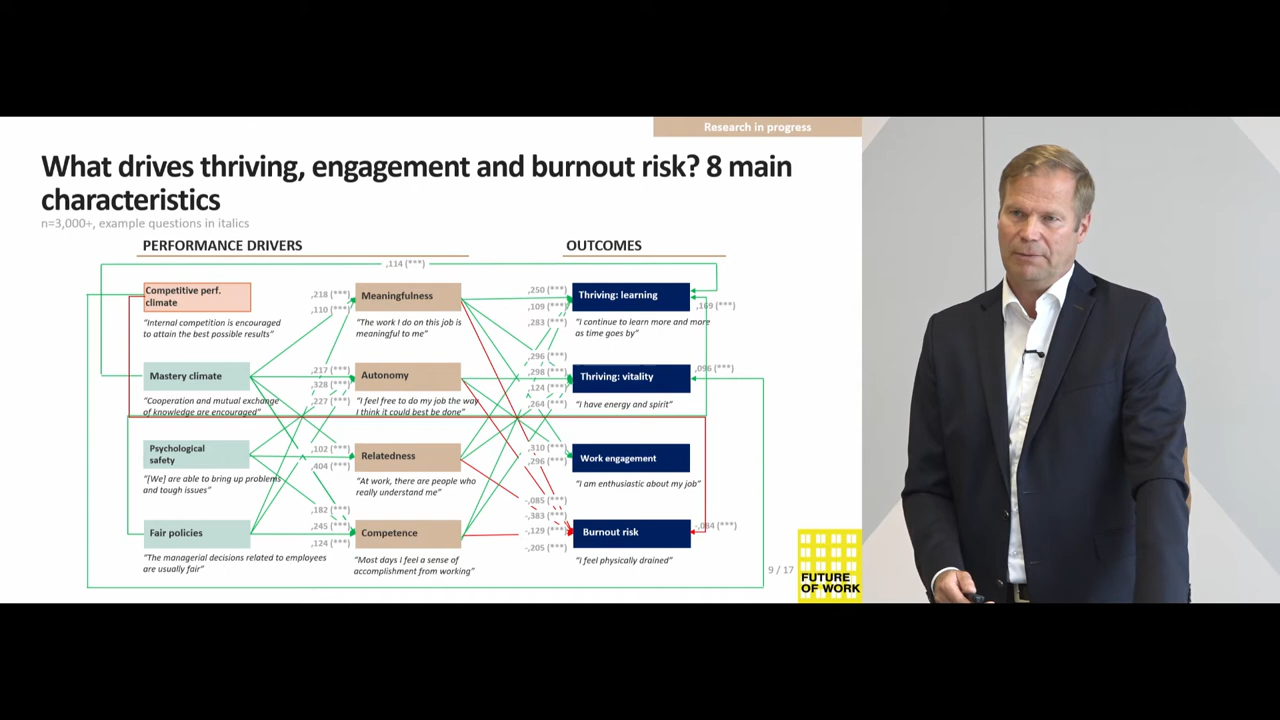 Research in progress
What drives thriving, engagement and burnout risk? 8 main
characteristics
n=3,000+, example questions in italics
PERFORMANCE DRIVERS
OUTCOMES
,114 (***)
Competitive perf.
climate
"Internal competition is encouraged
to attain the best possible results"
Mastery climate
"Cooperation and mutual exchange
of knowledge are encouraged"
Psychological
safety
"[We] are able to bring up problems
and tough issues"
Fair policies
"The managerial decisions related to employees
are usually fair"
,218 (***)
,110 (***)
,217 (***)
,328 (***)
,227 (***)
,102 (***)
,404 (***)
,182 (***)
,245 (***)
,124 (***)
Meaningfulness
"The work I do on this job is
meaningful to me"
Autonomy
"I feel free to do my job the way
I think it could best be done"
Relatedness
"At work, there are people who
really understand me"
Competence
"Most days I feel a sense of
accomplishment from working"
,250 (***)
,109 (***)
,283 (***)
,296 (***)
,298 (***)
,124 (***)
,264 (***)
,310 (***)
,296 (***)
-,085 (***)
-,383 (***)
-,129 (***)
-,205 (***)
Thriving: learning
,169 (***)
"I continue to learn more and more
as time goes by"
Thriving: vitality
,096 (***)
"I have energy and spirit"
Work engagement
"I am enthusiastic about my job"
Burnout risk
-,084 (***)
"I feel physically drained"
9 / 17
FUTURE
OF WORK